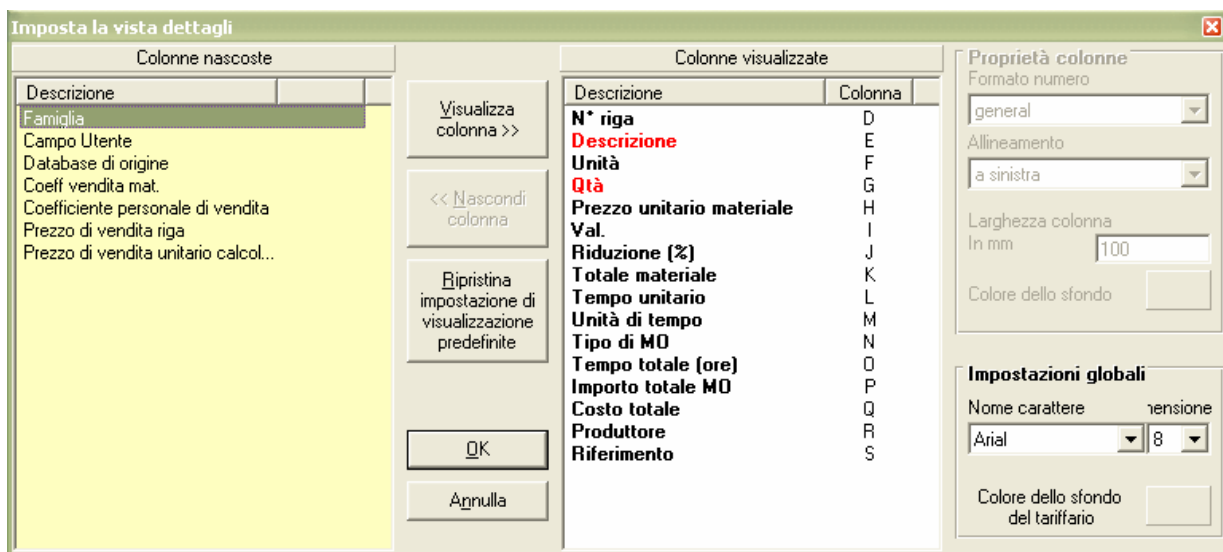 Imposta la vista dettagli
Colonne nascoste
Descrizione
Famiglia
Campo Utente
Database di origine
Coeff vendita mat.
Coefficiente personale di vendita
Prezzo di vendita riga
Prezzo di vendita unitario calcol...
Visualizza
colonna >>
<< Nascondi
colonna
Ripristina
impostazione di
visualizzazione
predefinite
OK
Annulla
Colonne visualizzate
Descrizione Colonna
N° riga D
Descrizione E
Unità F
Qtà G
Prezzo unitario materiale H
Val. I
Riduzione (%) J
Totale materiale K
Tempo unitario L
Unità di tempo M
Tipo di MO N
Tempo totale (ore) O
Importo totale MO P
Costo totale Q
Produttore R
Riferimento S
Proprietà colonne
Formato numero
general
Allineamento
a sinistra
Larghezza colonna
In mm 100
Colore dello sfondo
Impostazioni globali
Nome carattere nensione
Arial 8
Colore dello sfondo
del tariffario